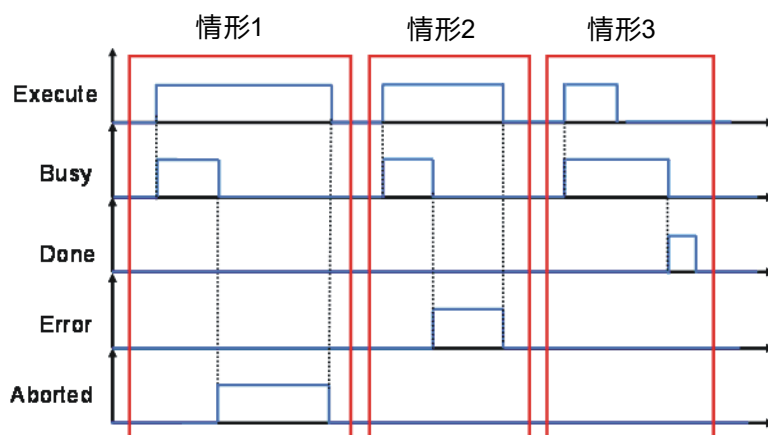 情形1 情形2 情形3
Execute
Busy
Done
Error
Aborted